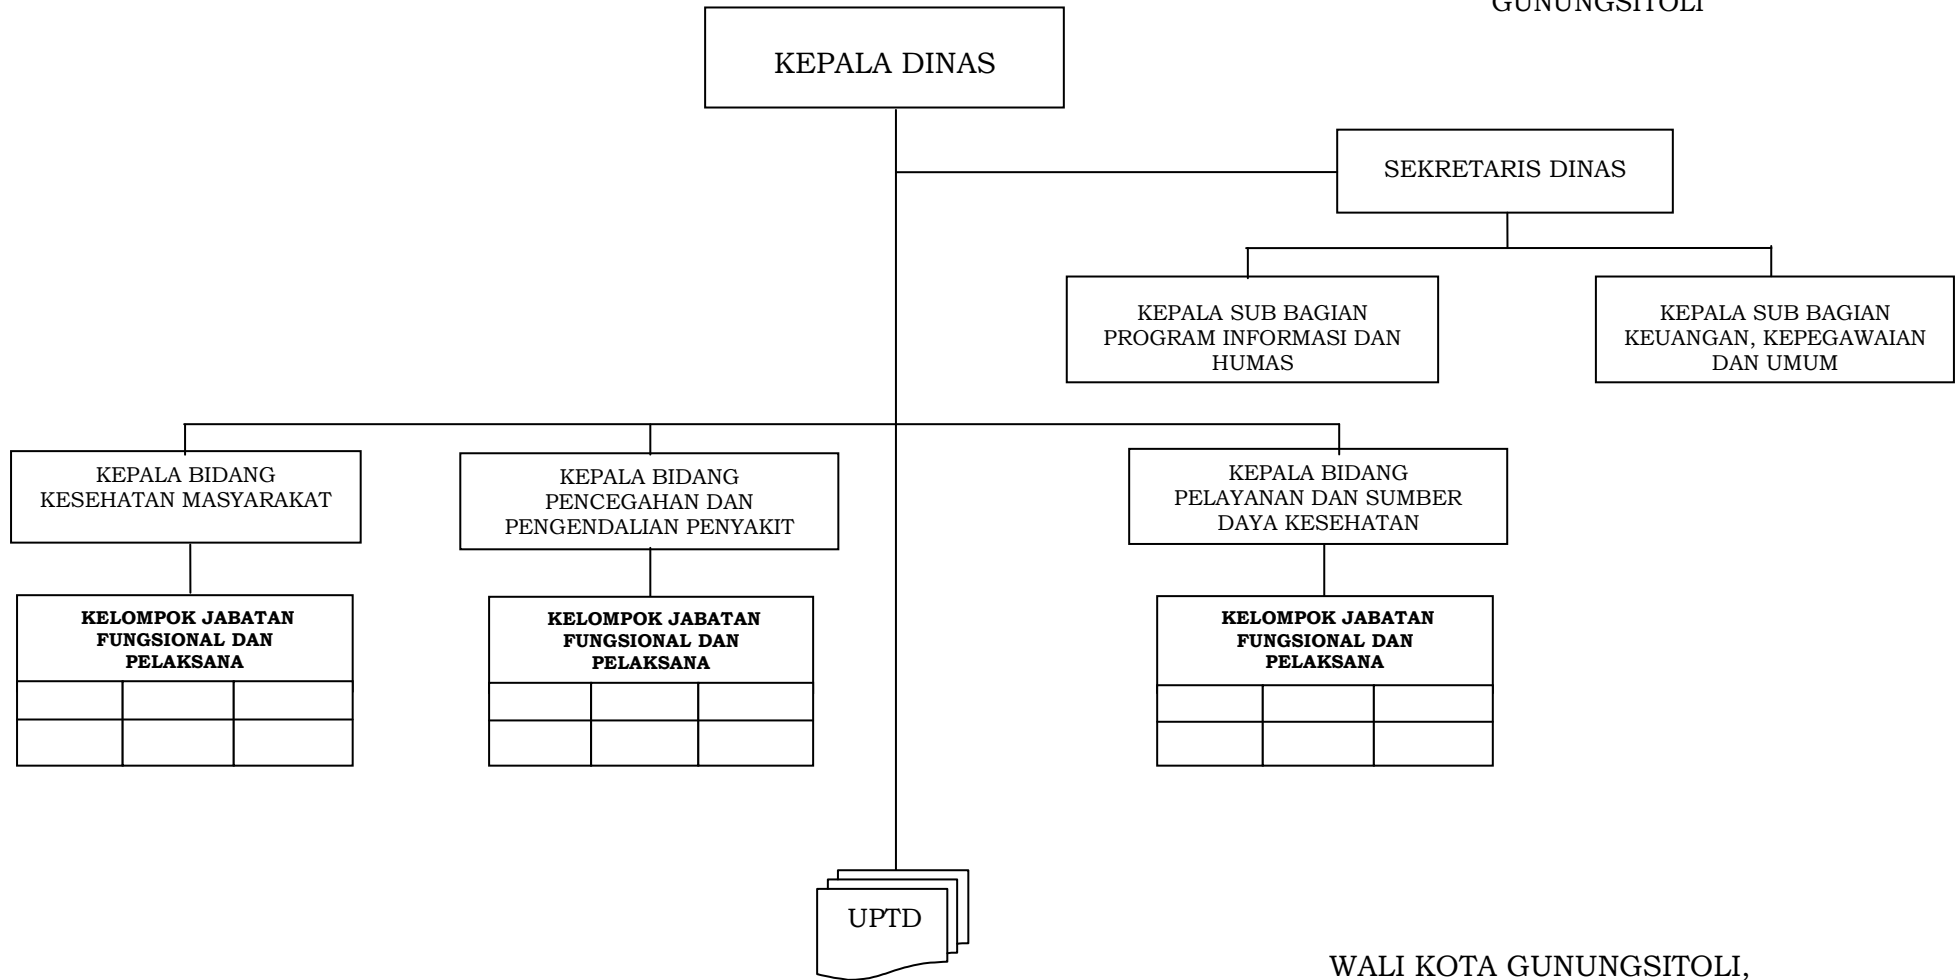 GUNUNGSITOLI
KEPALA DINAS
SEKRETARIS DINAS
KEPALA SUB BAGIAN
PROGRAM INFORMASI DAN
HUMAS
KEPALA SUB BAGIAN
KEUANGAN, KEPEGAWAIAN
DAN UMUM
KEPALA BIDANG
KESEHATAN MASYARAKAT
KEPALA BIDANG
PENCEGAHAN DAN
PENGENDALIAN PENYAKIT
KEPALA BIDANG
PELAYANAN DAN SUMBER
DAYA KESEHATAN
KELOMPOK JABATAN
FUNGSIONAL DAN
PELAKSANA
KELOMPOK JABATAN
FUNGSIONAL DAN
PELAKSANA
KELOMPOK JABATAN
FUNGSIONAL DAN
PELAKSANA
UPTD
WALI KOTA GUNUNGSITOLI,